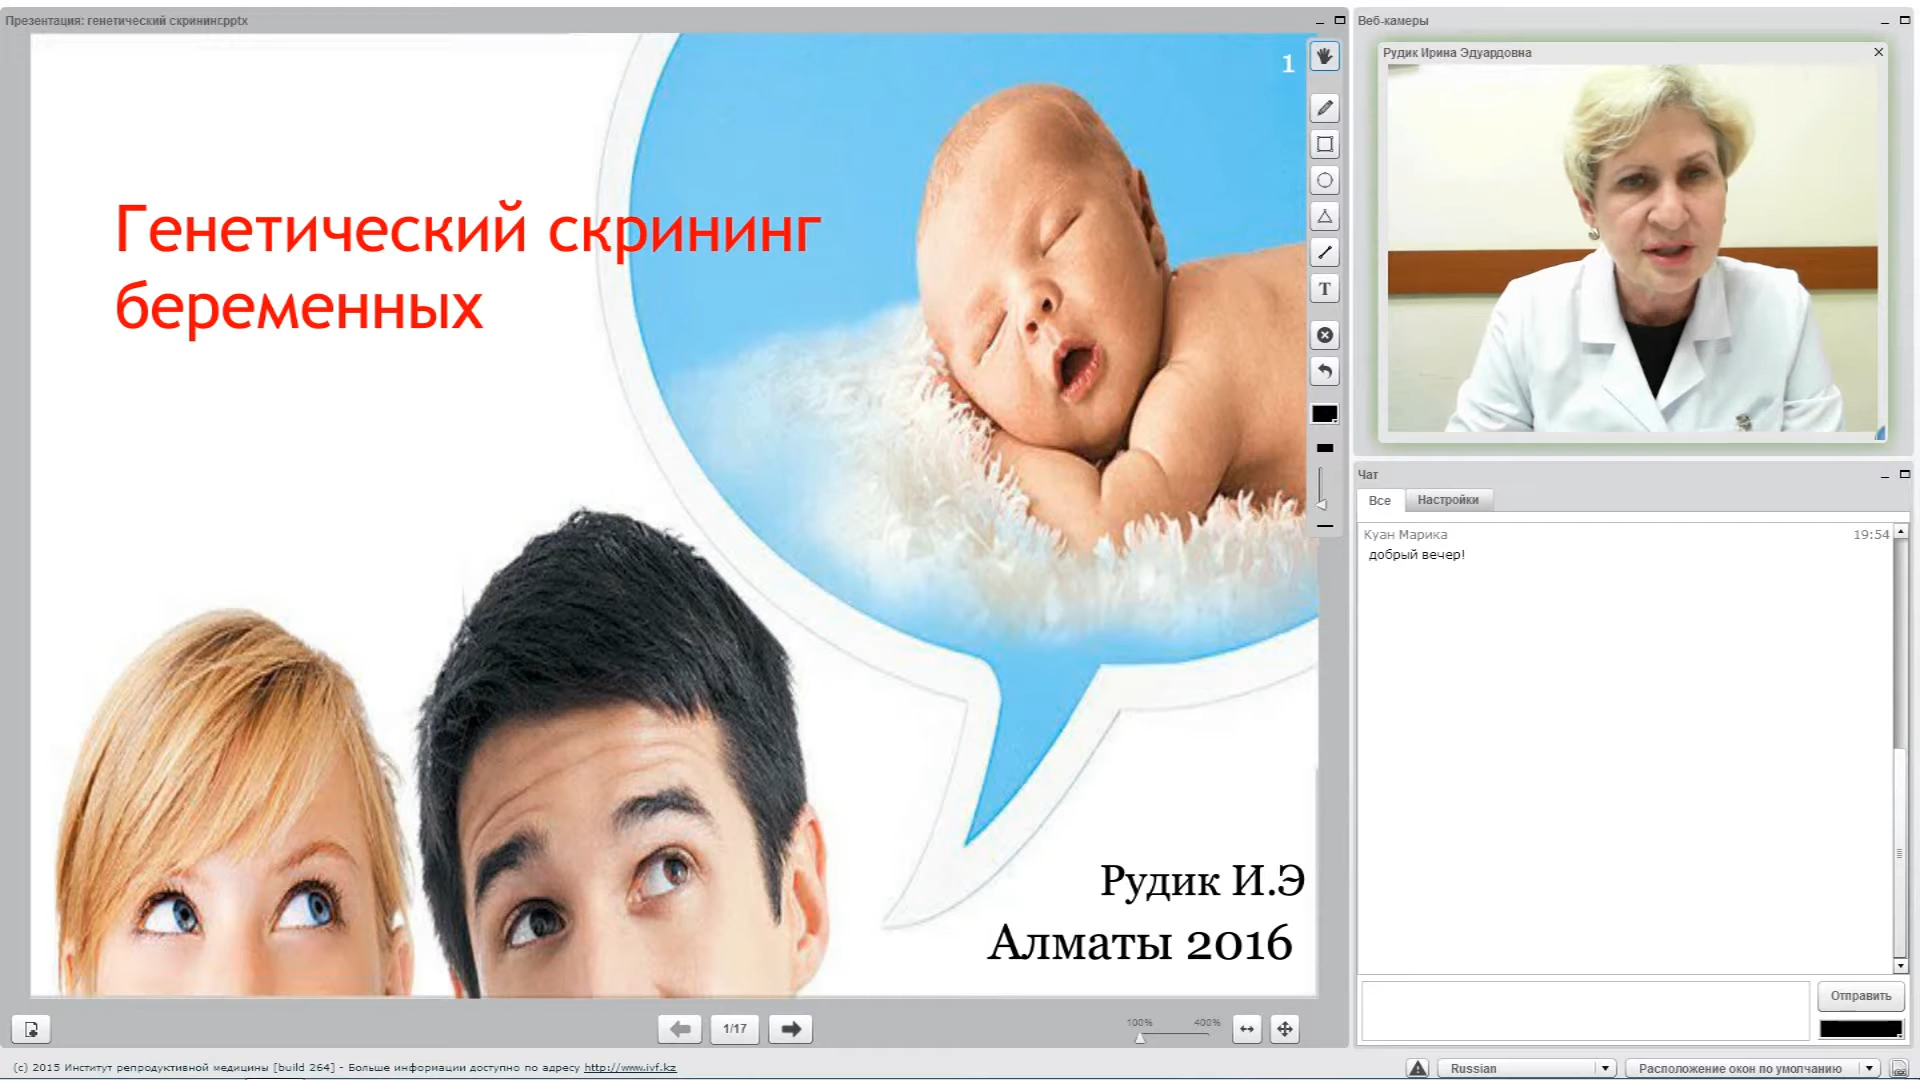 Презентация: генетический скрининг.pptx
1
Генетический скрининг
беременных
Рудик И.Э
Алматы 2016
T
1/17
100%
400%
Веб-камеры
Рудик Ирина Эдуардовна
Чат
Все
Настройки
Куан Марика
19:54
добрый вечер!
Отправить
(c) 2015 Институт репродуктивной медицины [build 264] - Больше информации доступно по адресу http://www.ivf.kz
Russian
Расположение окон по умолчанию